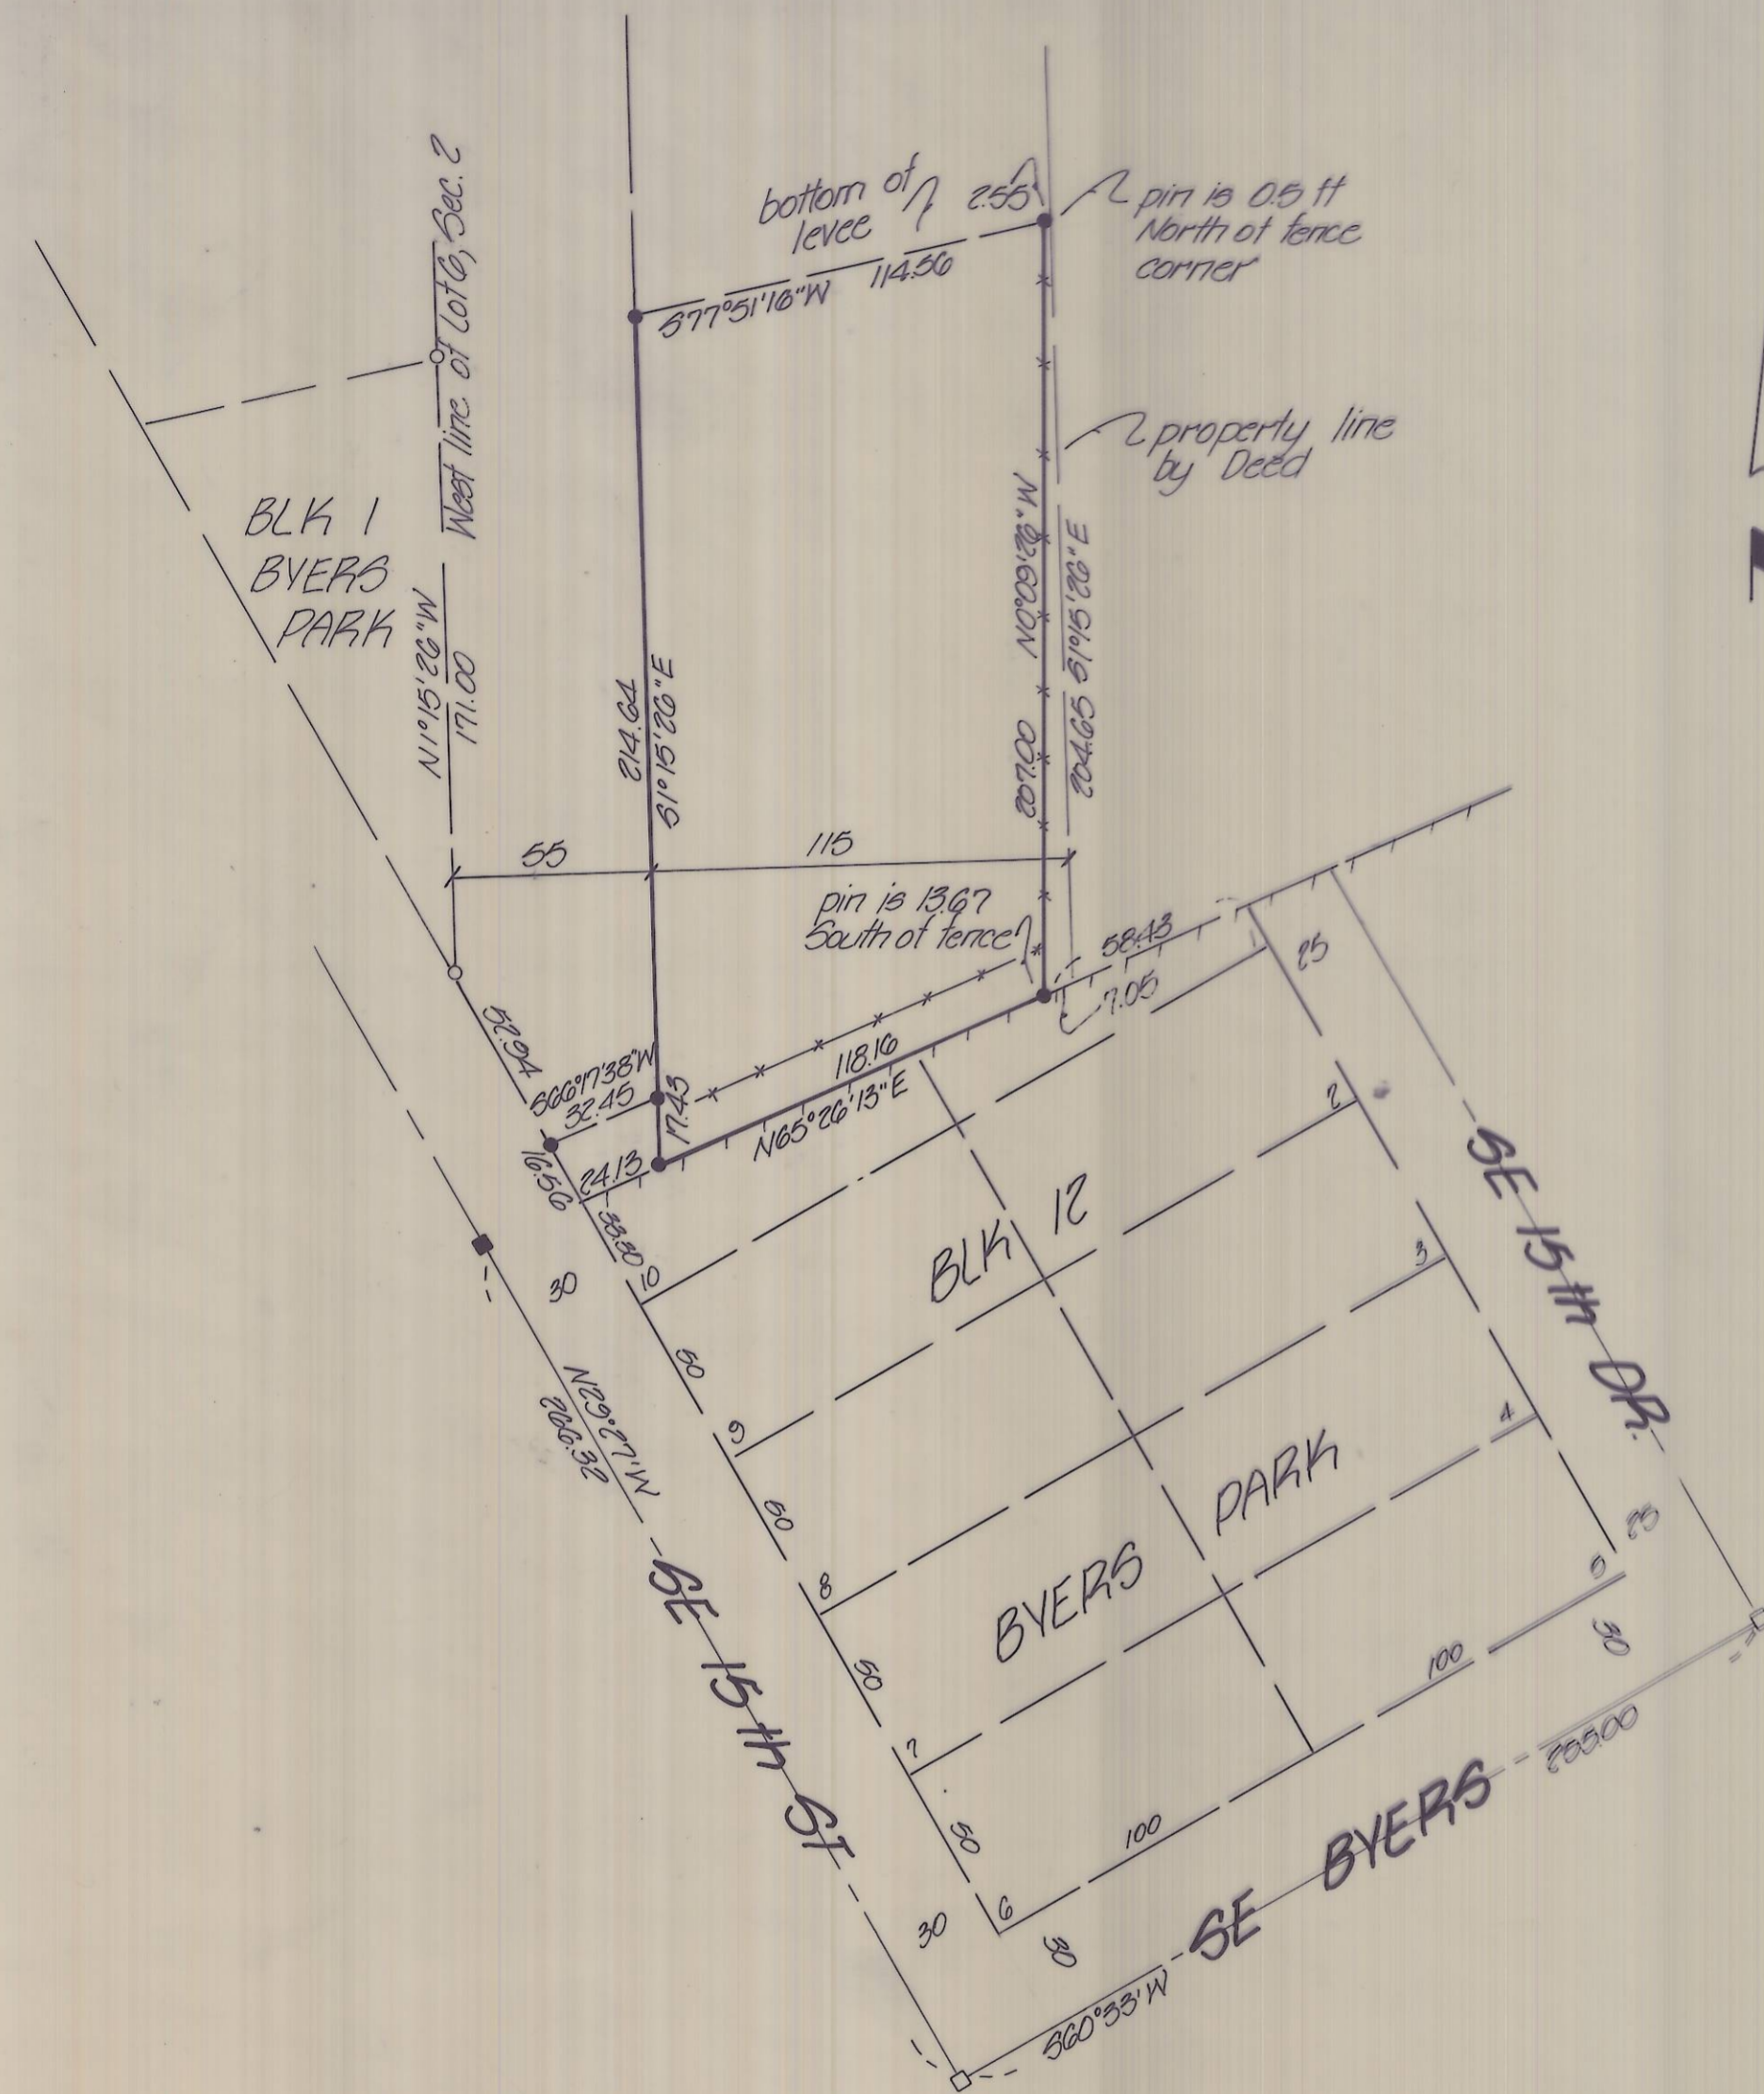 West line of Lot 6, Sec. 2
bottom of
levee
2.55
pin is 0.5 ft
North of fence
corner
S77°51'16"W 114.56
property line
by Deed
BLK 1
BYERS
PARK
N1°15'26"W
171.00
214.64
S1°15'26"E
N0°09'26"W 207.00
204.65 S1°15'26"E
55
115
pin is 13.67
South of fence
58.43
7.05
25
52.94
S66°17'38"W
32.45
17.43
118.16
N65°26'13"E
16.56
24.13
33.30
10
2
30
BLK 12
3
SE 15th DR.
50
9
N29°27'W
266.32
4
50
8
BYERS PARK
25
5
SE 15th ST
50
30
100
7
255.00
50
100
6
30
30
SE BYERS
S60°33'W